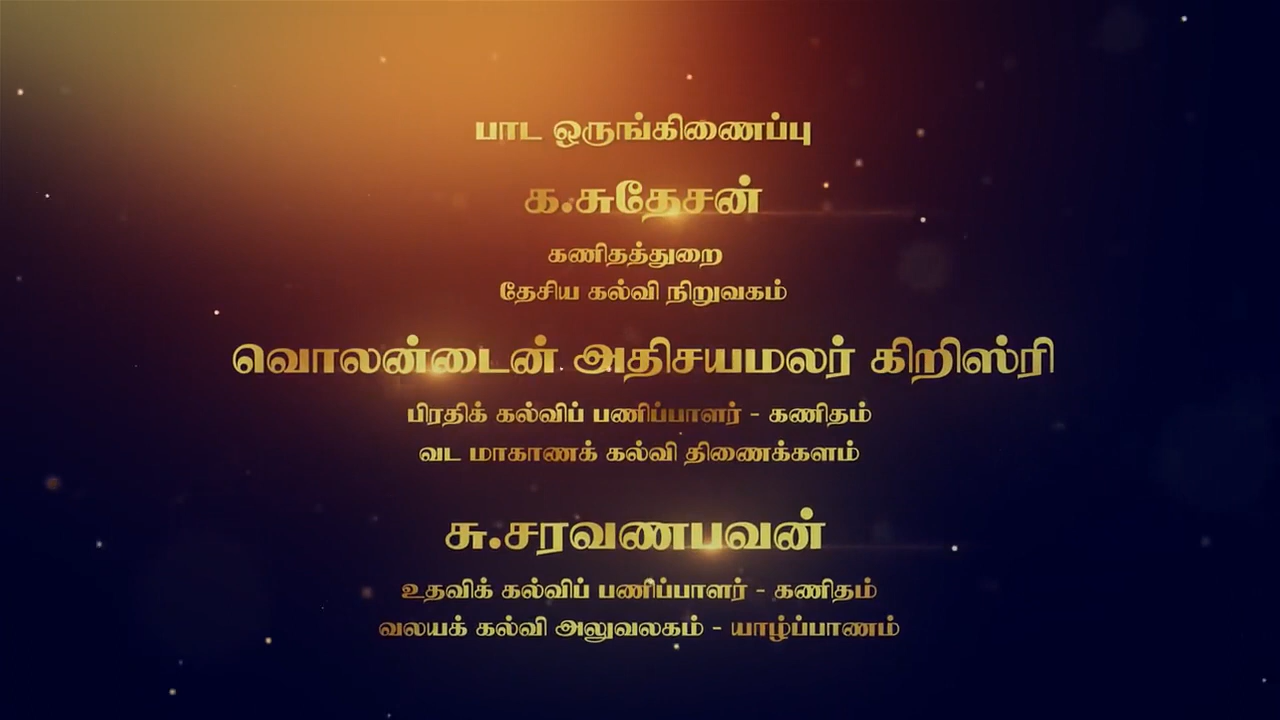 பாட ஒருங்கிணைப்பு
க.சுதேசன்
கணிதத்துறை
தேசிய கல்வி நிறுவகம்
வொலன்டைன் அதிசயமலர் கிறிஸ்ரி
பிரதிக் கல்விப் பணிப்பாளர் - கணிதம்
வட மாகாணக் கல்வி திணைக்களம்
சு.சரவணபவன்
உதவிக் கல்விப் பணிப்பாளர் - கணிதம்
வலயக் கல்வி அலுவலகம் - யாழ்ப்பாணம்